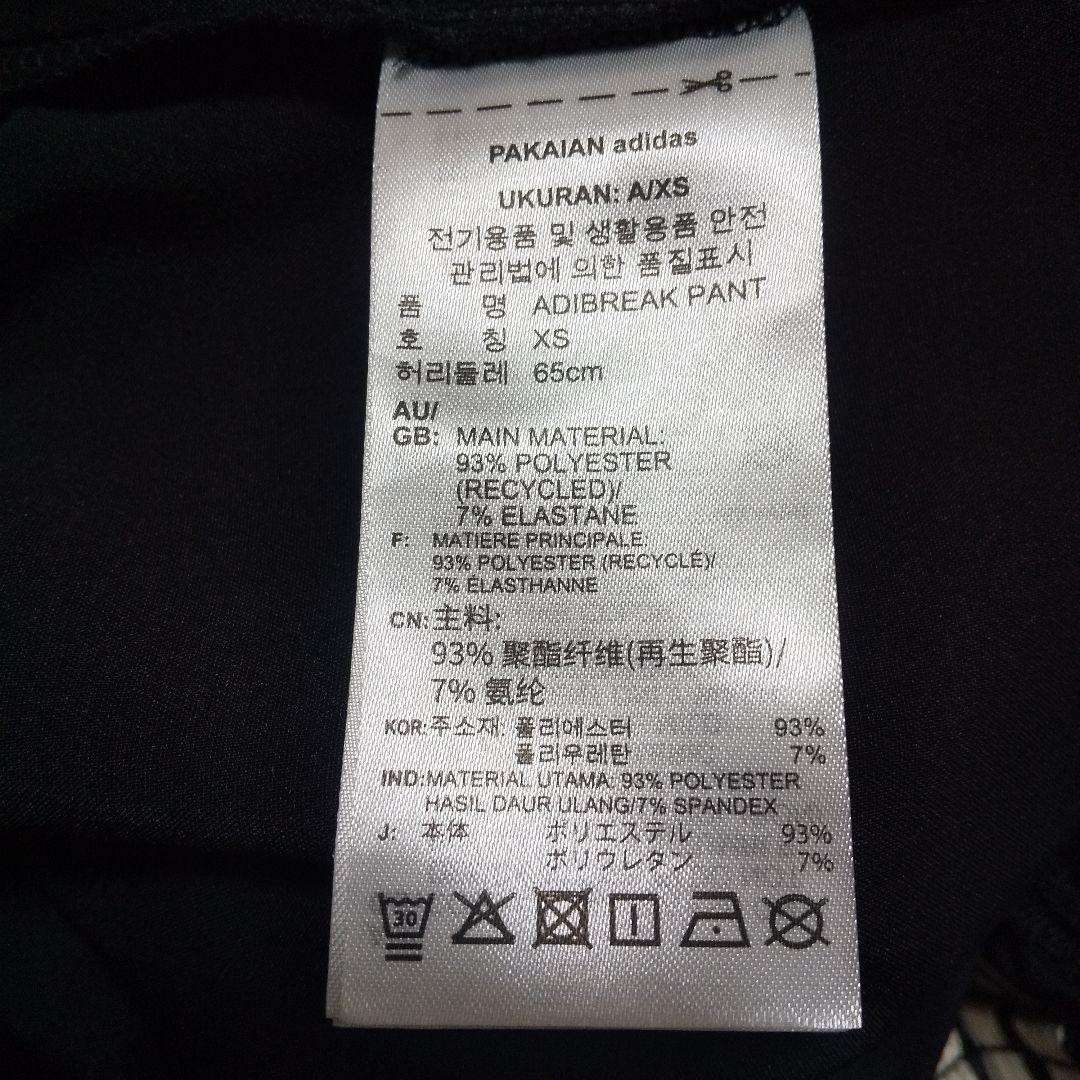 PAKAIAN adidas
UKURAN: A/XS
전기용품 및 생활용품 안전
관리법에 의한 품질표시
품 명 ADIBREAK PANT
호 칭 XS
허리둘레 65cm
AU/
GB: MAIN MATERIAL:
93% POLYESTER
(RECYCLED)/
7% ELASTANE
F: MATIERE PRINCIPALE:
93% POLYESTER (RECYCLÉ)/
7% ÉLASTHANNE
CN: 主料:
93% 聚酯纤维(再生聚酯)/
7% 氨纶
KOR: 주소재: 폴리에스터 93%
폴리우레탄 7%
IND: MATERIAL UTAMA: 93% POLYESTER
HASIL DAUR ULANG/7% SPANDEX
J: 本体 ポリエステル 93%
ポリウレタン 7%
30